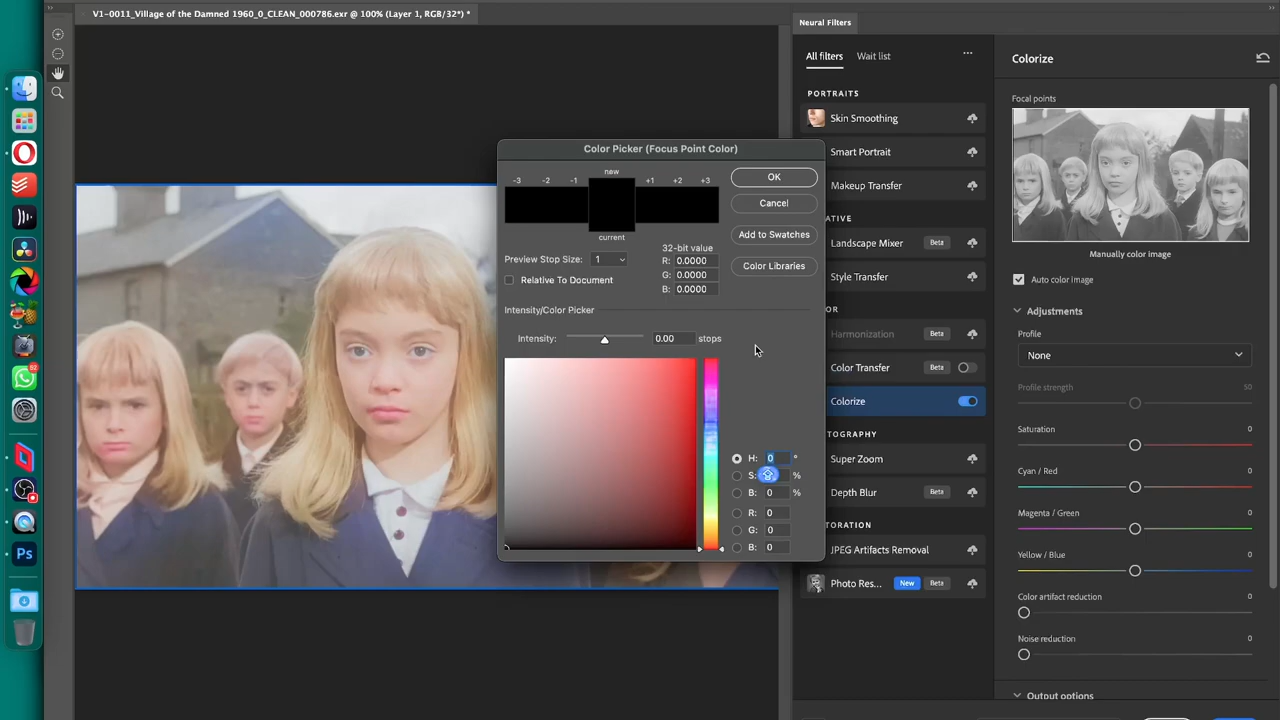 V1-0011_Village of the Damned 1960_0_CLEAN_000786.exr @ 100% (Layer 1, RGB/32*) *
Neural Filters
All filters
Wait list
PORTRAITS
Skin Smoothing
Smart Portrait
Makeup Transfer
ATIVE
Landscape Mixer Beta
Style Transfer
OR
Harmonization Beta
Color Transfer Beta
Colorize
OTOGRAPHY
Super Zoom
Depth Blur Beta
TORATION
JPEG Artifacts Removal
Photo Res... New Beta
Colorize
Focal points
Manually color image
Auto color image
Adjustments
Profile
None
Profile strength 50
Saturation 0
Cyan / Red 0
Magenta / Green 0
Yellow / Blue 0
Color artifact reduction 0
Noise reduction 0
Output options
Color Picker (Focus Point Color)
new
-3 -2 -1 +1 +2 +3
current
OK
Cancel
Add to Swatches
Color Libraries
Preview Stop Size: 1
Relative To Document
32-bit value
R: 0.0000
G: 0.0000
B: 0.0000
Intensity/Color Picker
Intensity: 0.00 stops
H: 0 °
S: %
B: 0 %
R: 0
G: 0
B: 0
Ps